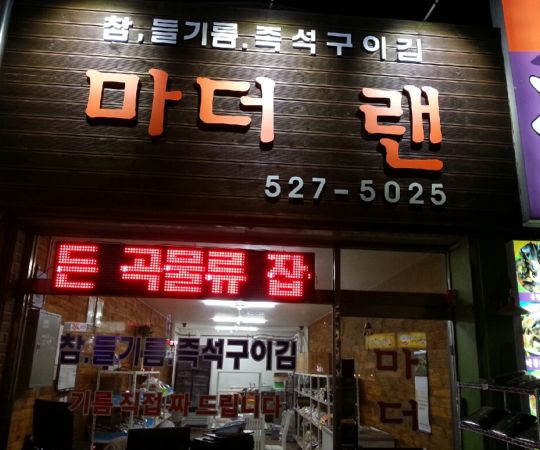 참,들기름,즉석구이김
마더 랜
527-5025
든 곡물류 잡
참,들기름 즉석구이김
기름 직접 짜 드립니다
마
더